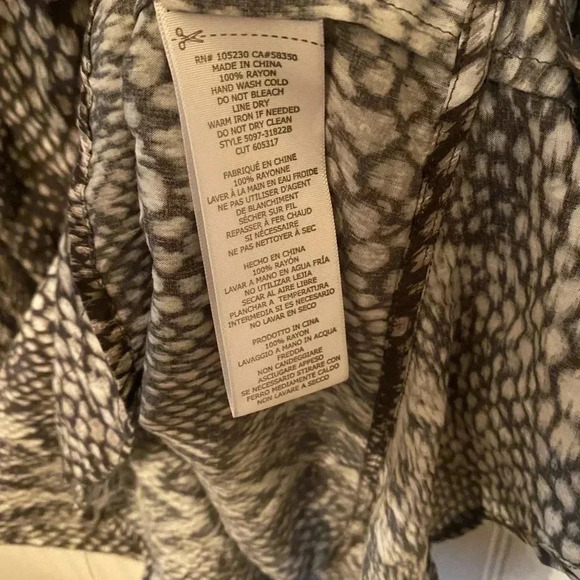 RN# 105230 CA#58350
MADE IN CHINA
100% RAYON
HAND WASH COLD
DO NOT BLEACH
LINE DRY
WARM IRON IF NEEDED
DO NOT DRY CLEAN
STYLE 5097-31822B
CUT 605317
FABRIQUÉ EN CHINE
100% RAYONNE
LAVER À LA MAIN EN EAU FROIDE
NE PAS UTILISER D'AGENT
DE BLANCHIMENT
SÉCHER SUR FIL
REPASSER À FER CHAUD
SI NÉCESSAIRE
NE PAS NETTOYER À SEC
HECHO EN CHINA
100% RAYÓN
LAVAR A MANO EN AGUA FRÍA
NO UTILIZAR LEJIA
SECAR AL AIRE LIBRE
PLANCHAR A TEMPERATURA
INTERMEDIA SI ES NECESARIO
NO LAVAR EN SECO
PRODOTTO IN CINA
100% RAYON
LAVAGGIO A MANO IN ACQUA
FREDDA
NON CANDEGGIARE
ASCIUGARE APPESO
SE NECESSARIO STIRARE CON
FERRO MEDIAMENTE CALDO
NON LAVARE A SECCO